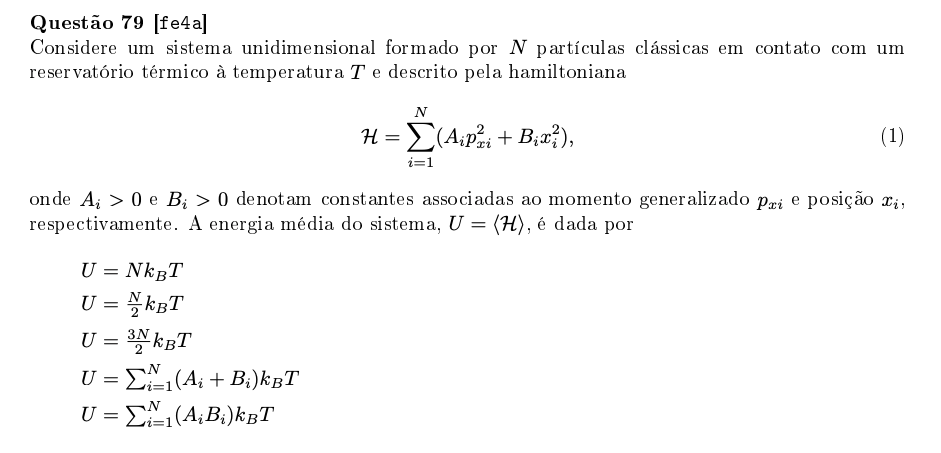 Questão 79 [fe4a]
Considere um sistema unidimensional formado por N partículas clássicas em contato com um
reservatório térmico à temperatura T e descrito pela hamiltoniana
\mathcal{H} = \sum_{i=1}^{N} (A_i p_{xi}^2 + B_i x_i^2), (1)
onde A_i > 0 e B_i > 0 denotam constantes associadas ao momento generalizado p_{xi} e posição x_i,
respectivamente. A energia média do sistema, U = ⟨\mathcal{H}⟩, é dada por
U = N k_B T
U = \frac{N}{2} k_B T
U = \frac{3N}{2} k_B T
U = \sum_{i=1}^{N} (A_i + B_i) k_B T
U = \sum_{i=1}^{N} (A_i B_i) k_B T